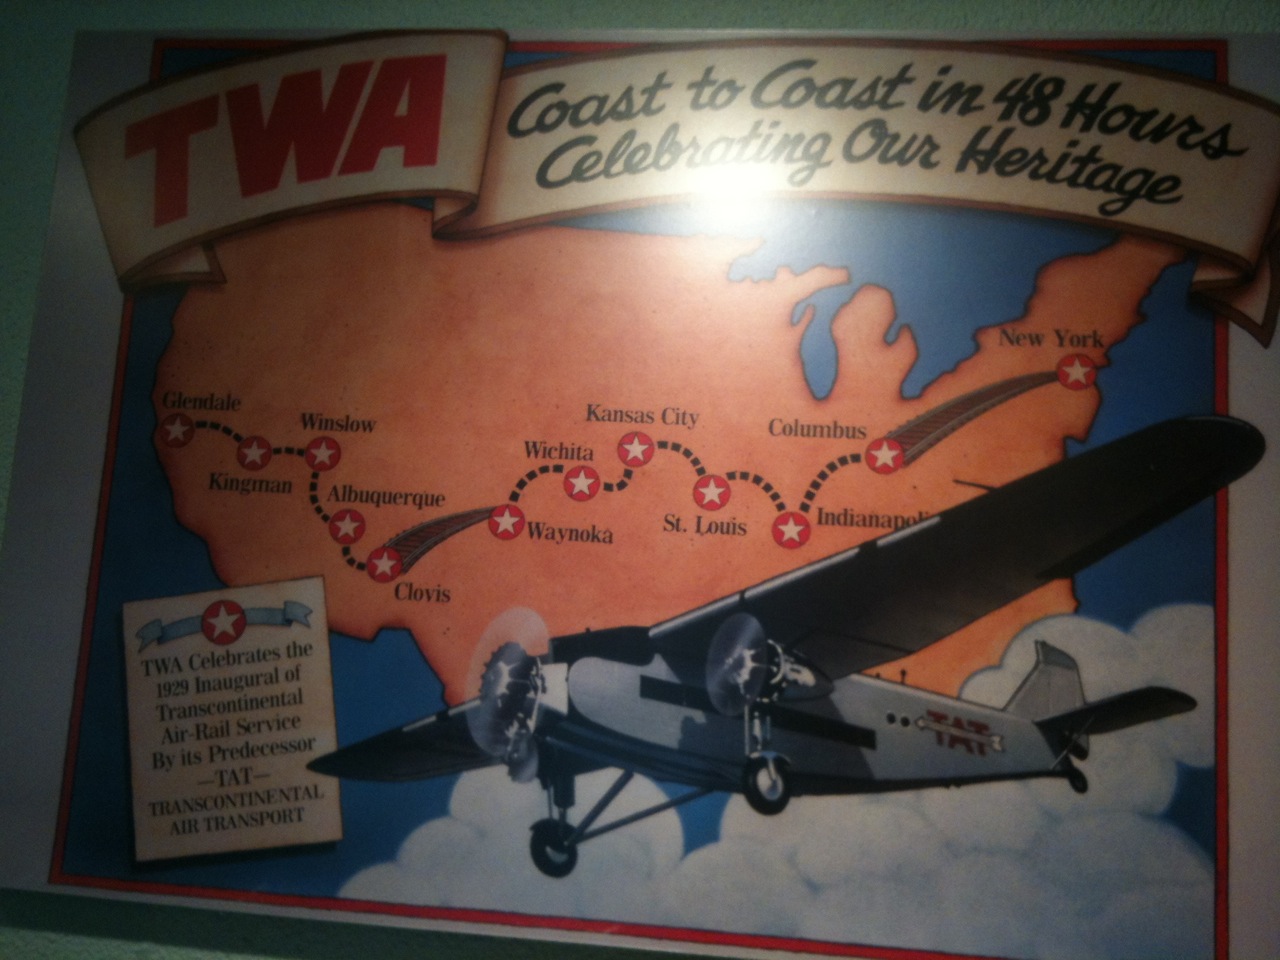 TWA
Coast to Coast in 48 Hours
Celebrating Our Heritage
New York
Glendale
Winslow
Kansas City
Columbus
Wichita
Kingman
Albuquerque
Waynoka
St. Louis
Indianapoli
Clovis
TWA Celebrates the
1929 Inaugural of
Transcontinental
Air-Rail Service
By its Predecessor
—TAT—
TRANSCONTINENTAL
AIR TRANSPORT
TAT